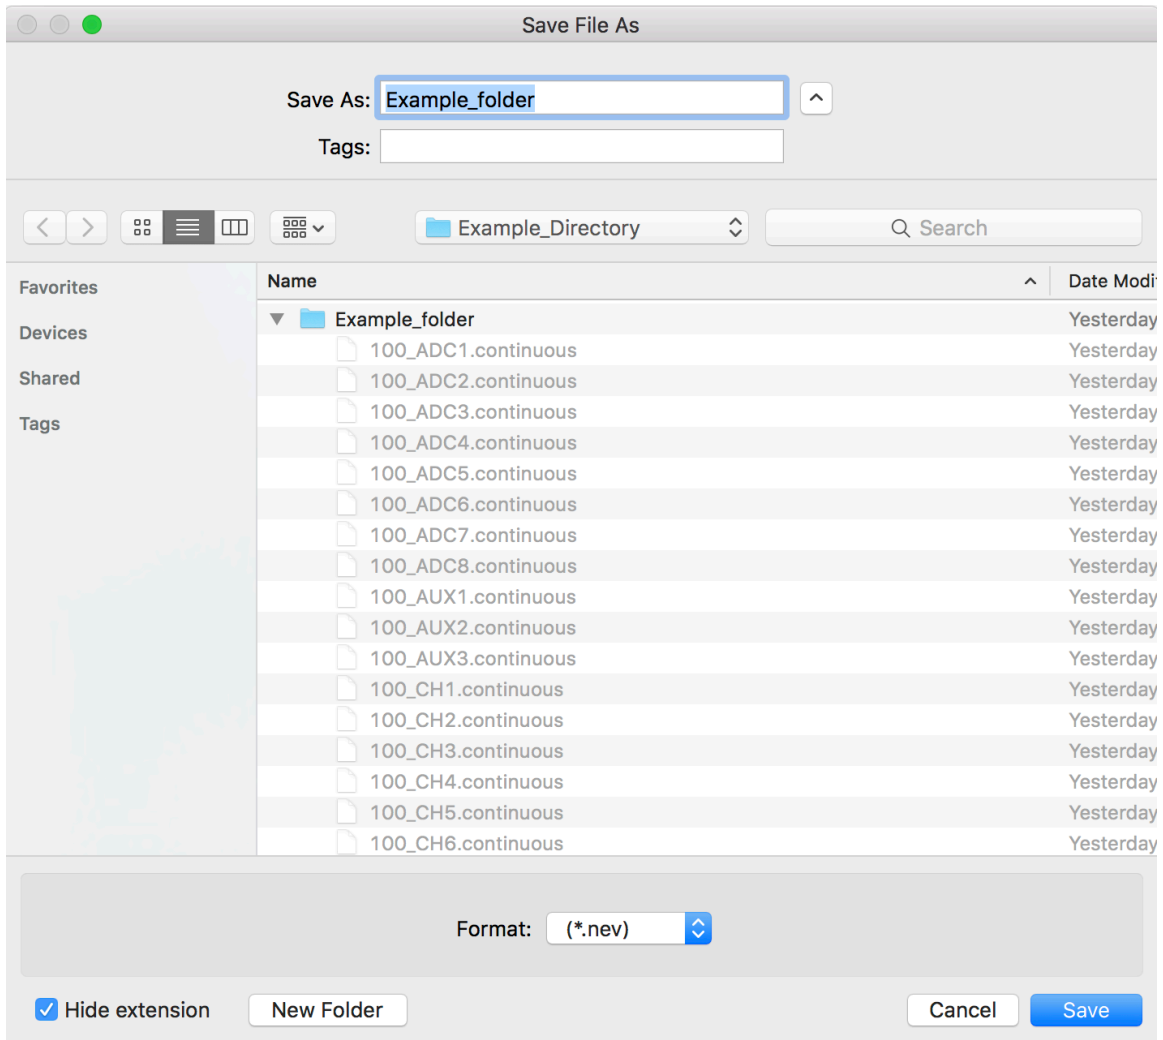 Save File As
Save As: Example_folder
Tags:
Example_Directory
Search
Favorites
Devices
Shared
Tags
Name Date Modi
Example_folder Yesterday
100_ADC1.continuous Yesterday
100_ADC2.continuous Yesterday
100_ADC3.continuous Yesterday
100_ADC4.continuous Yesterday
100_ADC5.continuous Yesterday
100_ADC6.continuous Yesterday
100_ADC7.continuous Yesterday
100_ADC8.continuous Yesterday
100_AUX1.continuous Yesterday
100_AUX2.continuous Yesterday
100_AUX3.continuous Yesterday
100_CH1.continuous Yesterday
100_CH2.continuous Yesterday
100_CH3.continuous Yesterday
100_CH4.continuous Yesterday
100_CH5.continuous Yesterday
100_CH6.continuous Yesterday
Format: (*.nev)
Hide extension New Folder Cancel Save